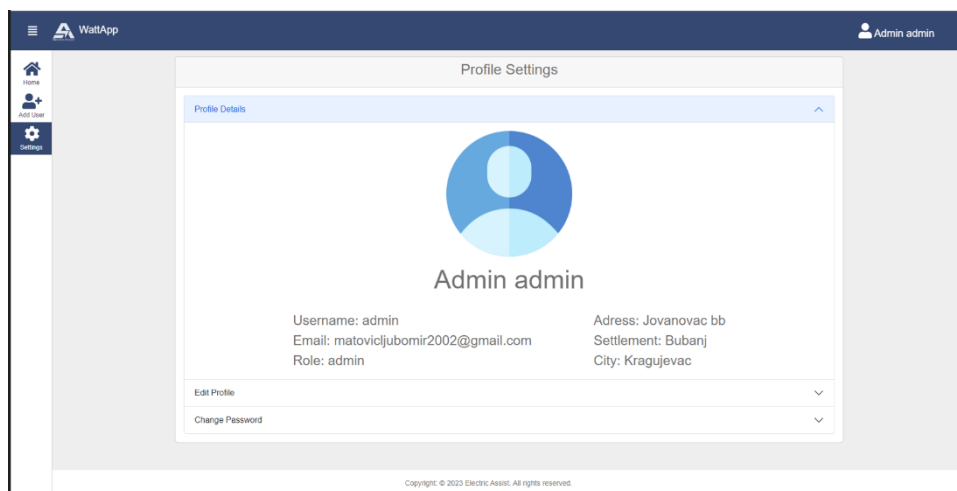 WattApp
Admin admin
Home
Add User
Settings
Profile Settings
Profile Details
Admin admin
Username: admin
Email: matovicljubomir2002@gmail.com
Role: admin
Adress: Jovanovac bb
Settlement: Bubanj
City: Kragujevac
Edit Profile
Change Password
Copyright: © 2023 Electric Assist. All rights reserved.